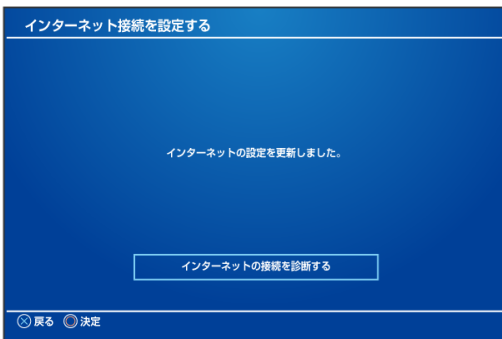 インターネット接続を設定する
インターネットの設定を更新しました。
インターネットの接続を診断する
戻る 決定